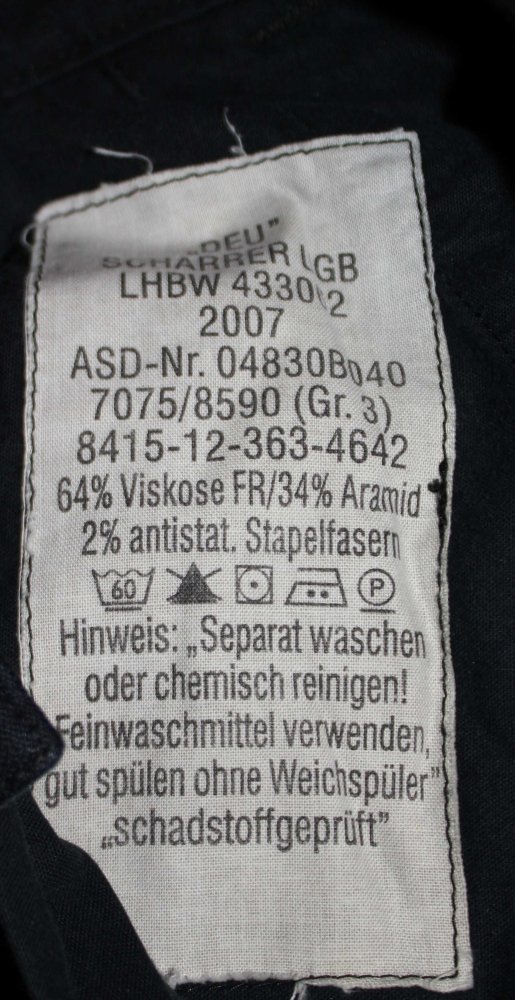 „DEU”
SCHARRER LGB
LHBW 4330\2
2007
ASD-Nr. 04830B040
7075/8590 (Gr. 3)
8415-12-363-4642
64% Viskose FR/34% Aramid
2% antistat. Stapelfasern
60 P
Hinweis: „Separat waschen
oder chemisch reinigen!
Feinwaschmittel verwenden,
gut spülen ohne Weichspüler”
„schadstoffgeprüft”